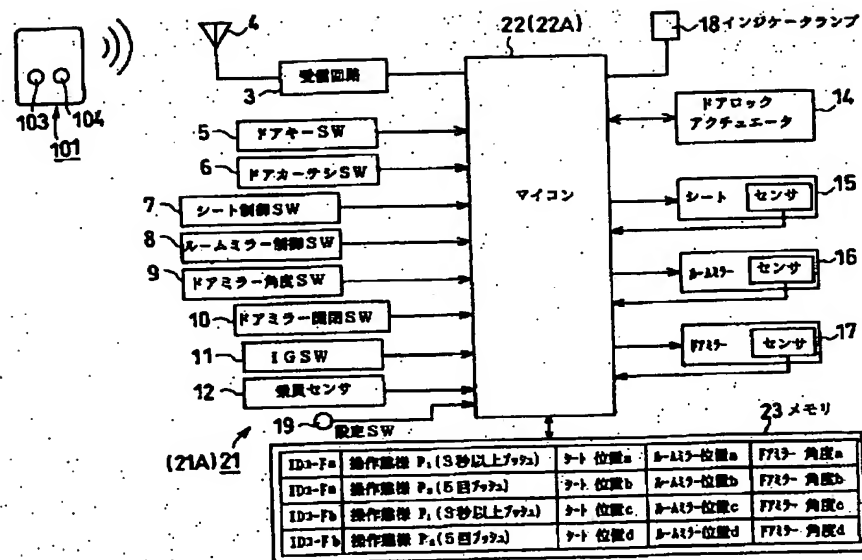 4
22(22A)
18 インジケータランプ
受信回路
3
103
104
101
5
ドアキーSW
6
ドアカーテシSW
7
シート制御SW
8
ルームミラー制御SW
9
ドアミラー角度SW
10
ドアミラー開閉SW
11
IGSW
12
乗員センサ
19
設定SW
(21A) 21
マイコン
ドアロック
アクチュエータ
14
シート センサ
15
ルームミラー センサ
16
ドアミラー センサ
17
23 メモリ
IDコードa 操作態様 P₁(3秒以上プッシュ) シート 位置a ルームミラー位置a ドアミラー 角度a
IDコードa 操作態様 P₂(5回プッシュ) シート 位置b ルームミラー位置b ドアミラー 角度b
IDコードb 操作態様 P₁(3秒以上プッシュ) シート 位置c ルームミラー位置c ドアミラー 角度c
IDコードb 操作態様 P₂(5回プッシュ) シート 位置d ルームミラー位置d ドアミラー 角度d